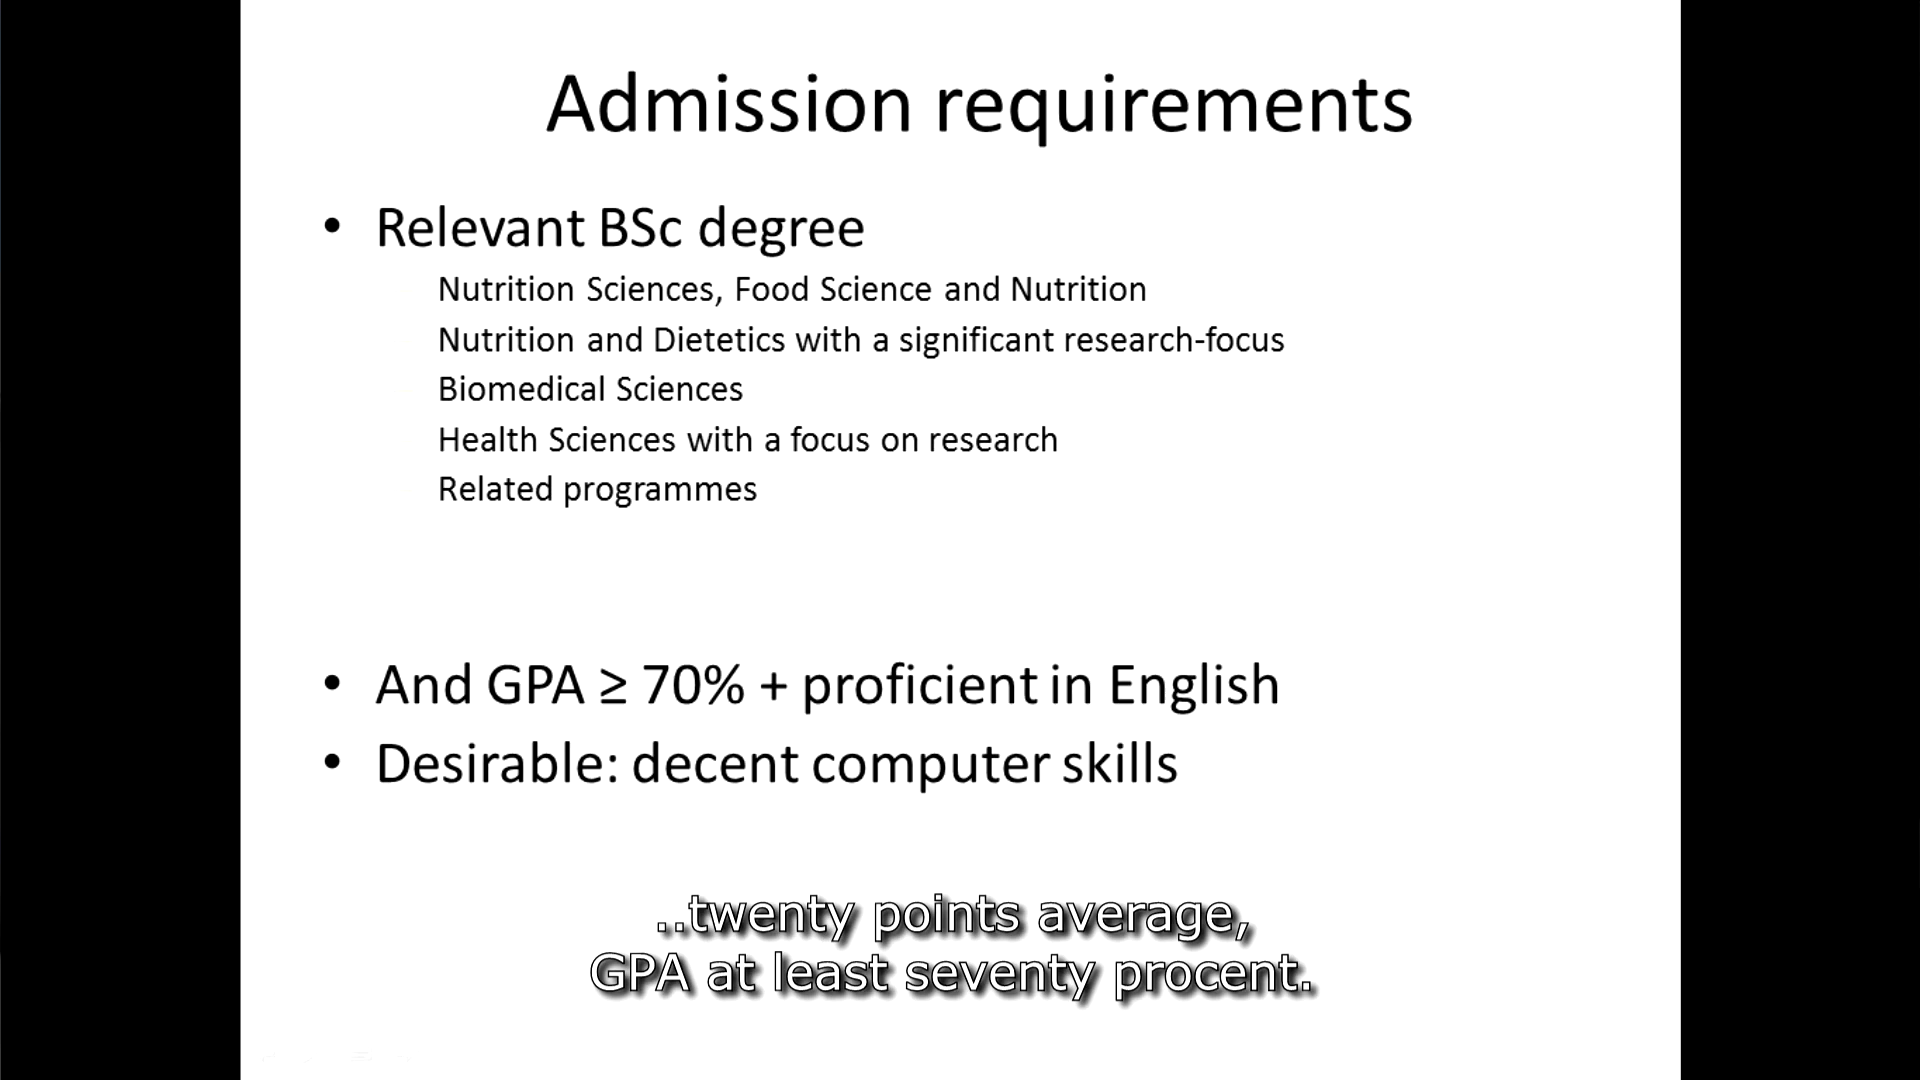 Admission requirements
• Relevant BSc degree
Nutrition Sciences, Food Science and Nutrition
Nutrition and Dietetics with a significant research-focus
Biomedical Sciences
Health Sciences with a focus on research
Related programmes
• And GPA ≥ 70% + proficient in English
• Desirable: decent computer skills
..twenty points average,
GPA at least seventy procent.